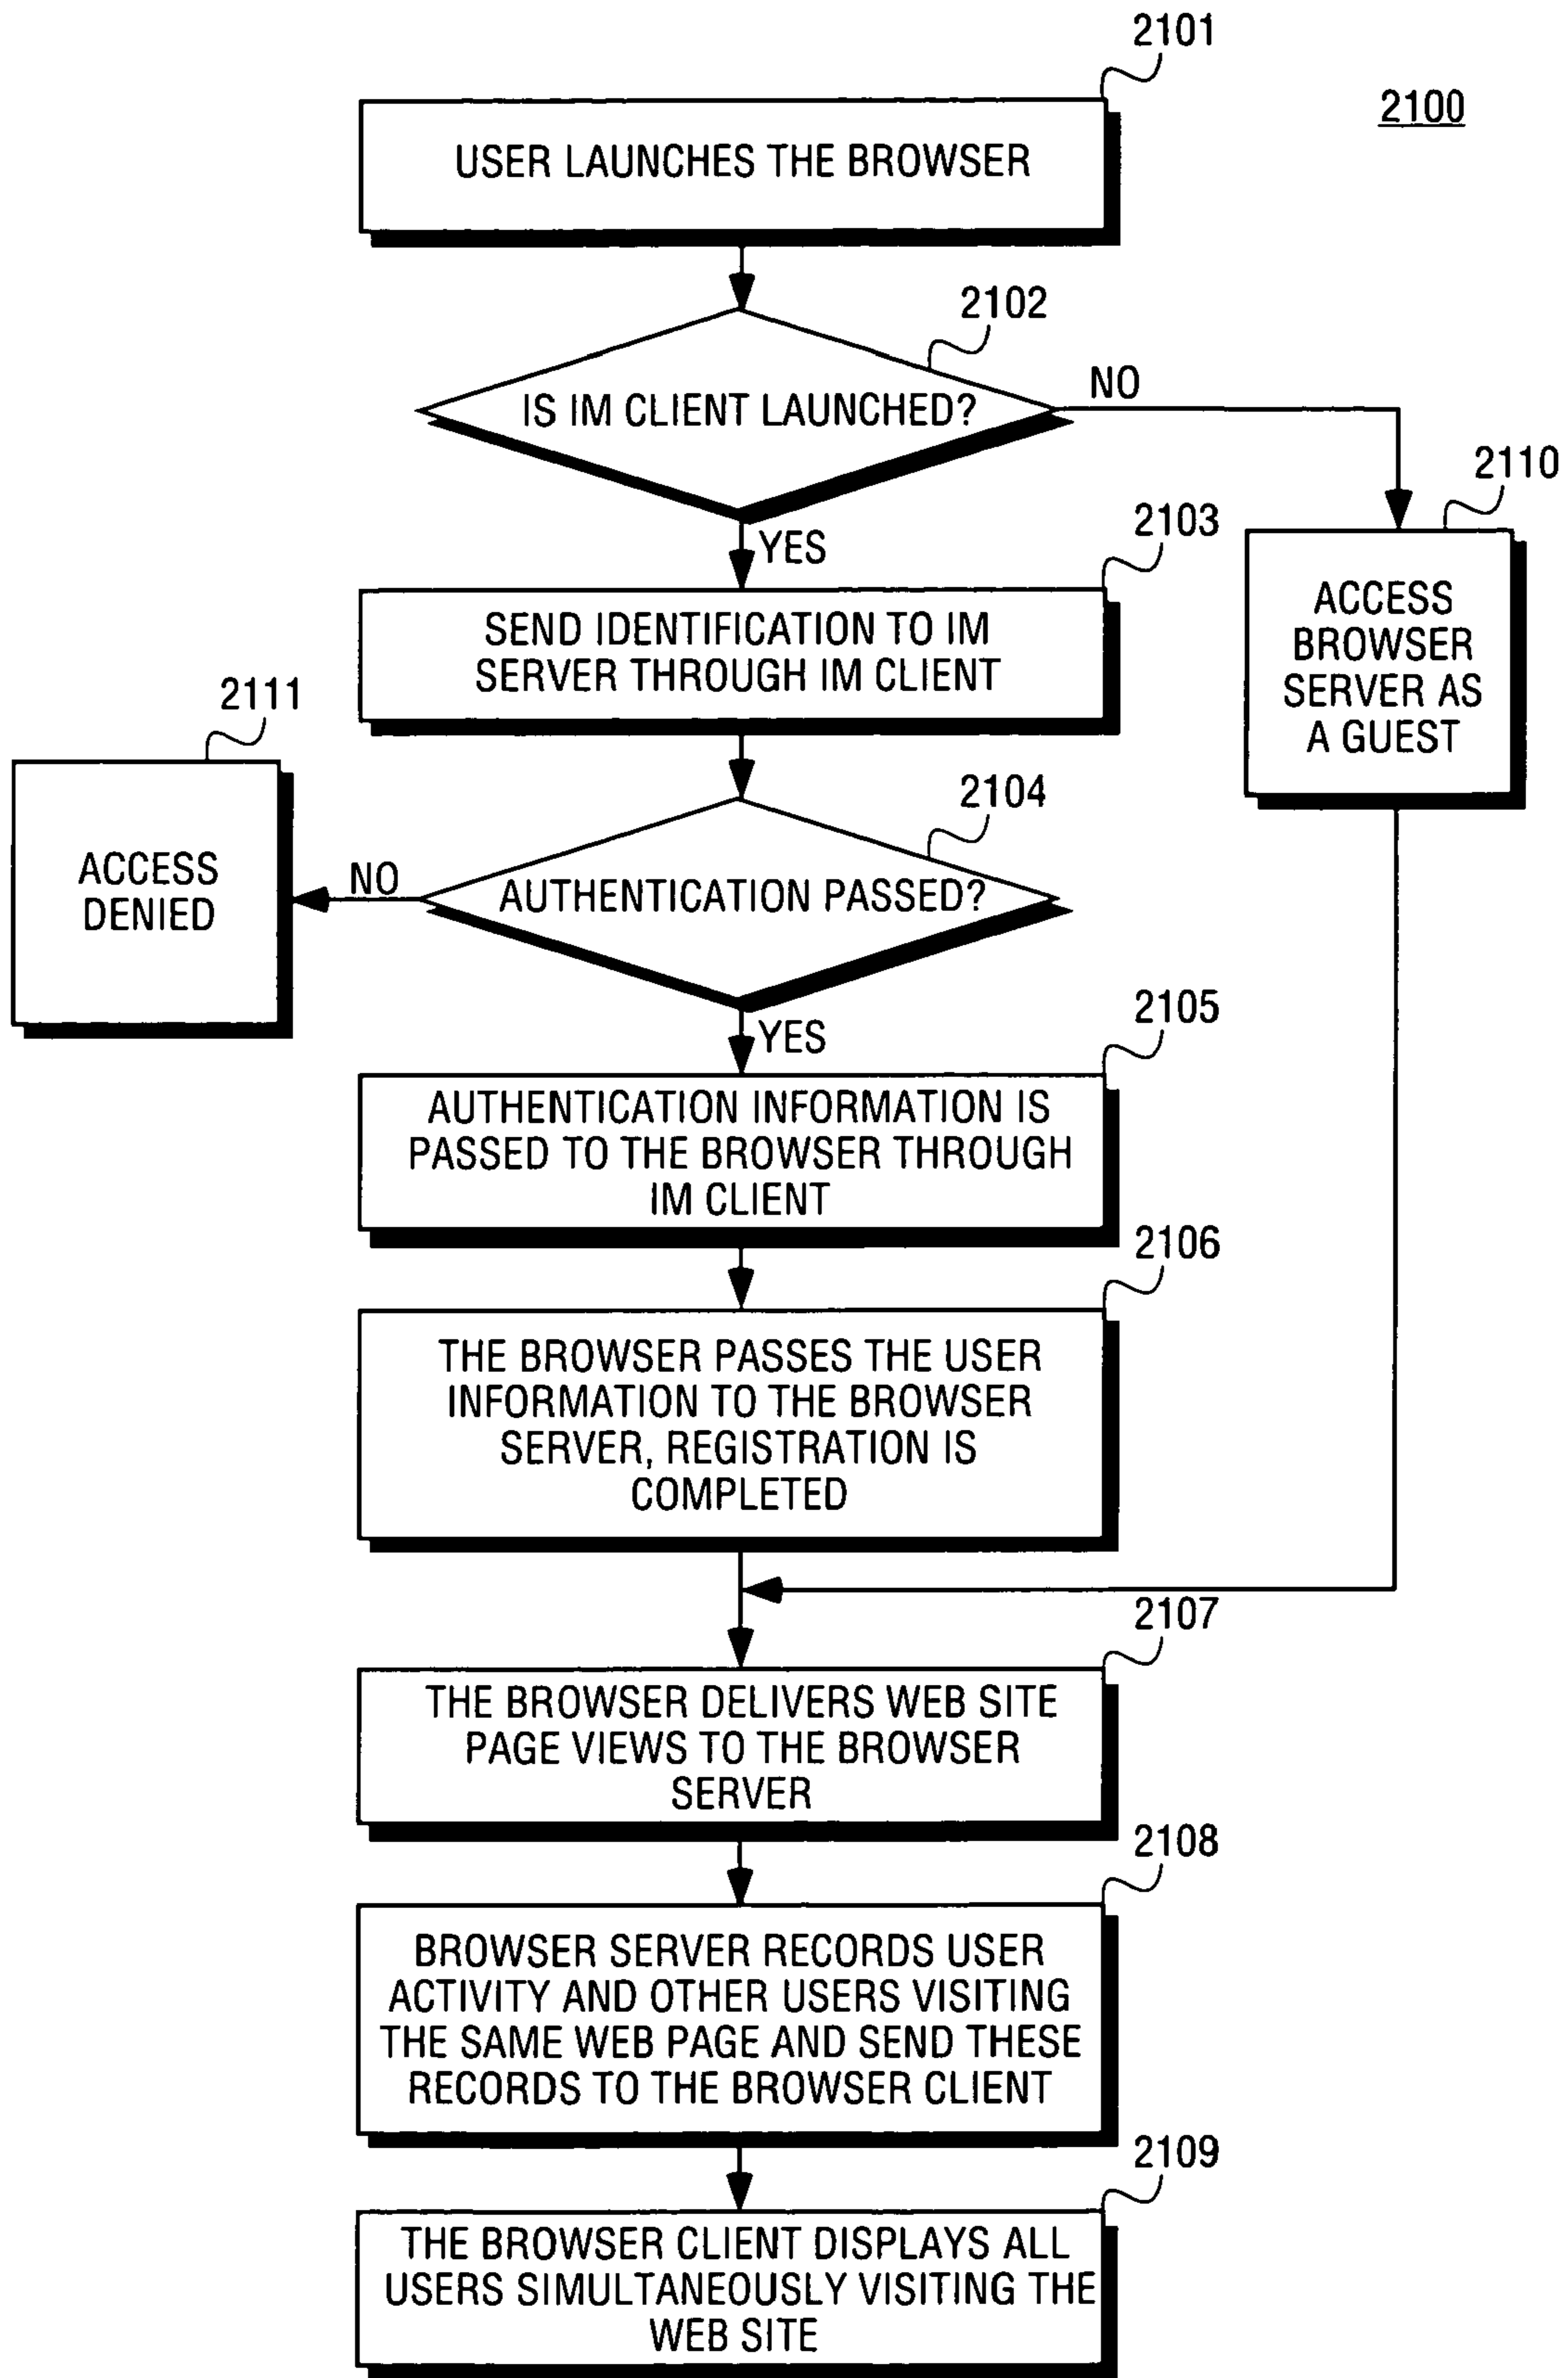 2101
2100
USER LAUNCHES THE BROWSER
2102
IS IM CLIENT LAUNCHED?
NO
2110
ACCESS
BROWSER
SERVER AS
A GUEST
YES
2103
SEND IDENTIFICATION TO IM
SERVER THROUGH IM CLIENT
2111
ACCESS
DENIED
NO
2104
AUTHENTICATION PASSED?
YES
2105
AUTHENTICATION INFORMATION IS
PASSED TO THE BROWSER THROUGH
IM CLIENT
2106
THE BROWSER PASSES THE USER
INFORMATION TO THE BROWSER
SERVER, REGISTRATION IS
COMPLETED
2107
THE BROWSER DELIVERS WEB SITE
PAGE VIEWS TO THE BROWSER
SERVER
2108
BROWSER SERVER RECORDS USER
ACTIVITY AND OTHER USERS VISITING
THE SAME WEB PAGE AND SEND THESE
RECORDS TO THE BROWSER CLIENT
2109
THE BROWSER CLIENT DISPLAYS ALL
USERS SIMULTANEOUSLY VISITING THE
WEB SITE